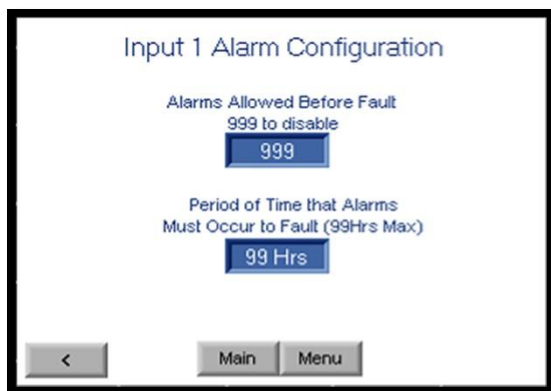 Input 1 Alarm Configuration
Alarms Allowed Before Fault
999 to disable
999
Period of Time that Alarms
Must Occur to Fault (99Hrs Max)
99 Hrs
< Main Menu